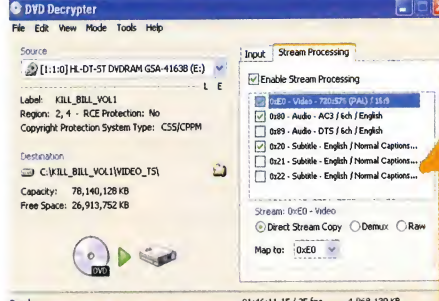 DVD Decrypter
File Edit View Mode Tools Help
Source
[1:1:0] HL-DT-ST DVDRAM GSA-4163B (E:)
L E
Label: KILL_BILL_VOL1
Region: 2, 4 - RCE Protection: No
Copyright Protection System Type: CSS/CPPM
Destination
C:\KILL_BILL_VOL1\VIDEO_TS\
Capacity: 78,140,128 KB
Free Space: 26,913,752 KB
DVD
Input Stream Processing
Enable Stream Processing
0xE0 - Video - 720x576 (PAL) / 16:9
0x80 - Audio - AC3 / 6ch / English
0x89 - Audio - DTS / 6ch / English
0x20 - Subtitle - English / Normal Captions...
0x21 - Subtitle - English / Normal Captions...
0x22 - Subtitle - English / Normal Captions...
Stream: 0xE0 - Video
Direct Stream Copy Demux Raw
Map to: 0xE0